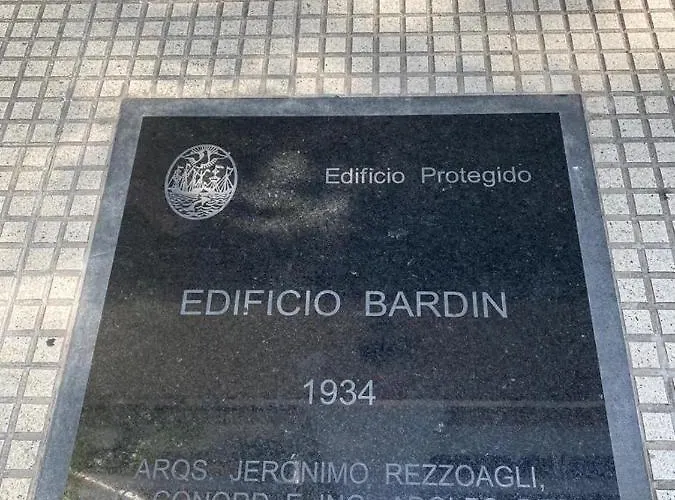 Edificio Protegido
EDIFICIO BARDIN
1934
ARQS. JERÓNIMO REZZOAGLI,